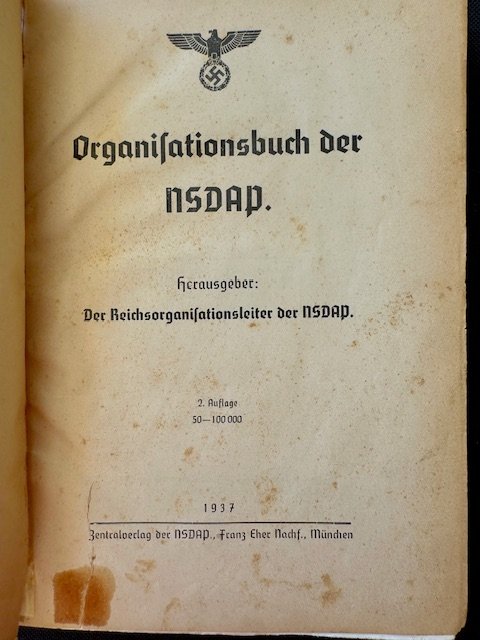 Organiſationsbuch der
NSDAP.
Herausgeber:
Der Reichsorganiſationsleiter der NSDAP.
2. Auflage
50—100 000
1937
Zentralverlag der NSDAP., Franz Eher Nachf., München